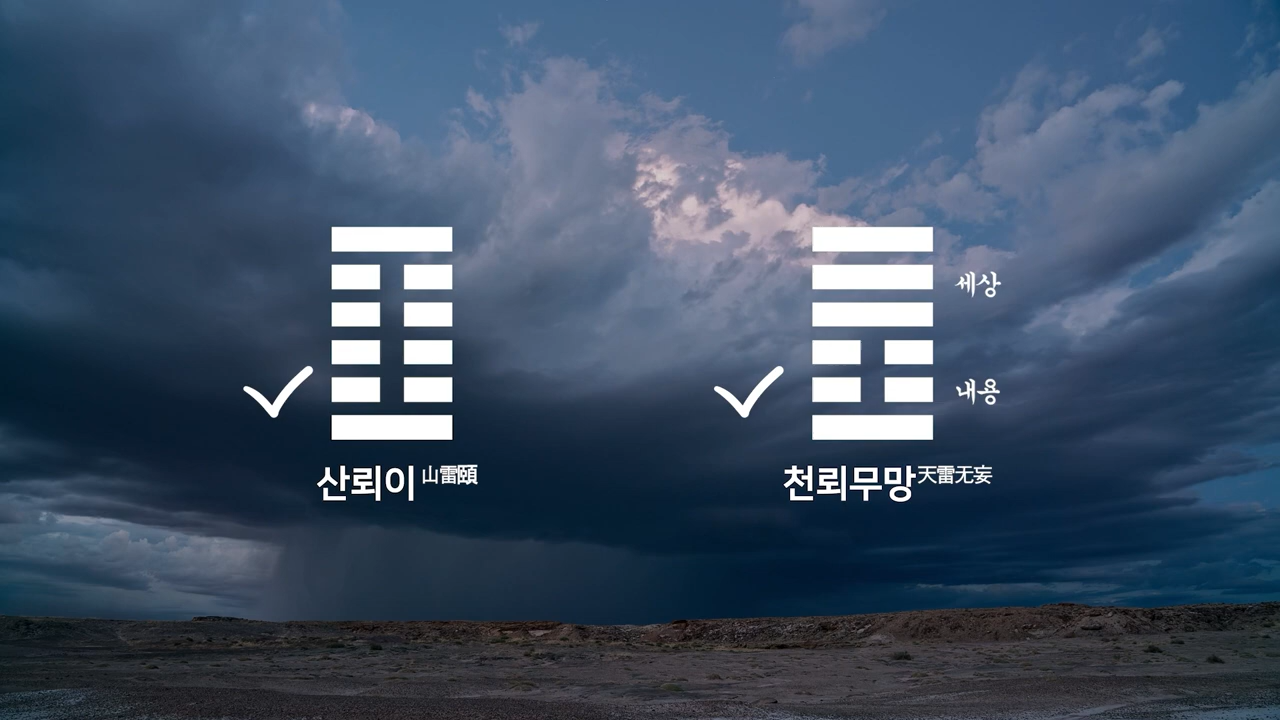 세상
내용
산뢰이山雷頤
천뢰무망天雷无妄